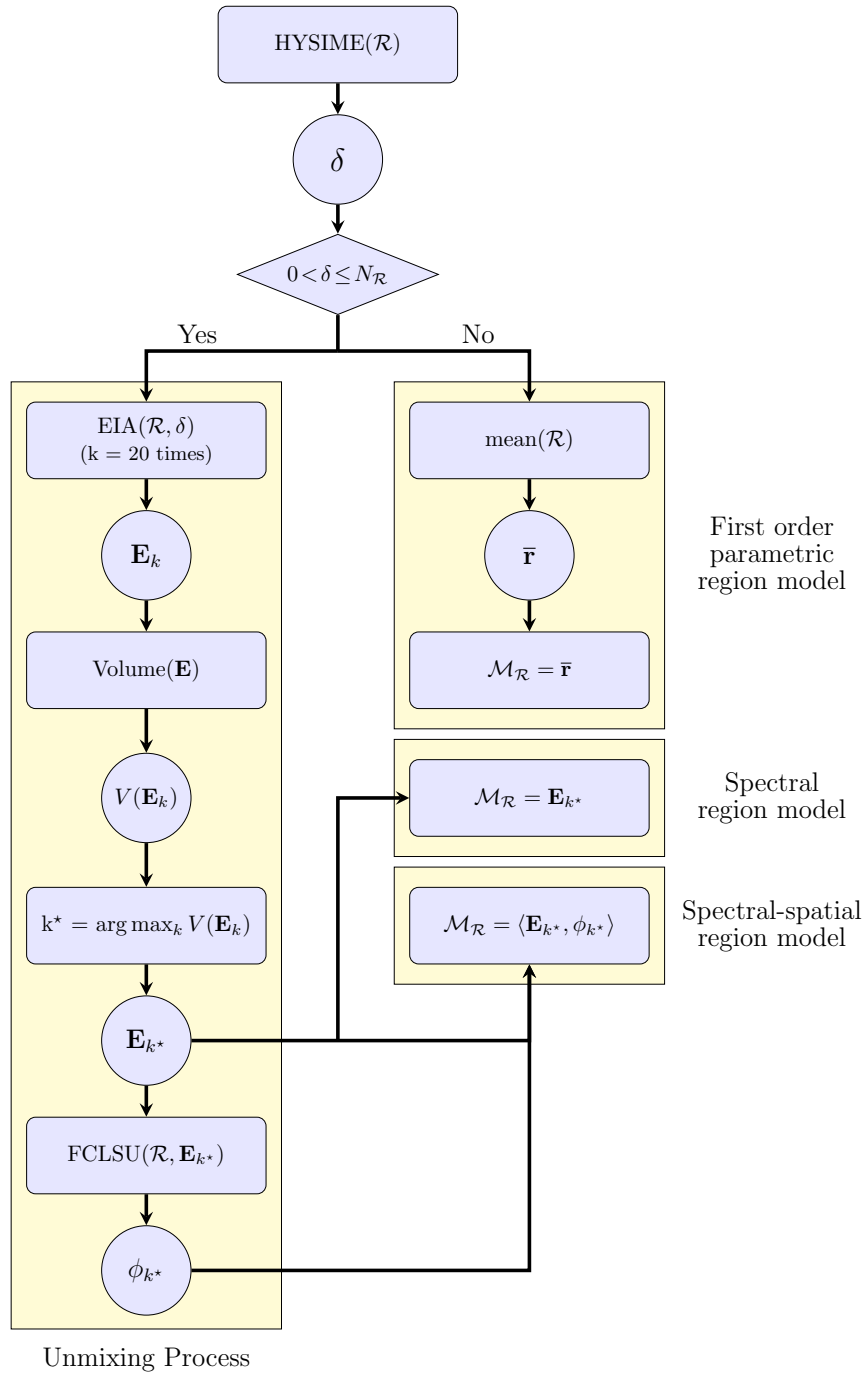 HYSIME(ℛ)
δ
0 < δ ≤ N_ℛ
Yes
No
EIA(ℛ, δ)
(k = 20 times)
E_k
Volume(E)
V(E_k)
k⋆ = arg max_k V(E_k)
E_k⋆
FCLSU(ℛ, E_k⋆)
ϕ_k⋆
Unmixing Process
mean(ℛ)
r̄
ℳ_ℛ = r̄
First order
parametric
region model
ℳ_ℛ = E_k⋆
Spectral
region model
ℳ_ℛ = ⟨E_k⋆, ϕ_k⋆⟩
Spectral-spatial
region model